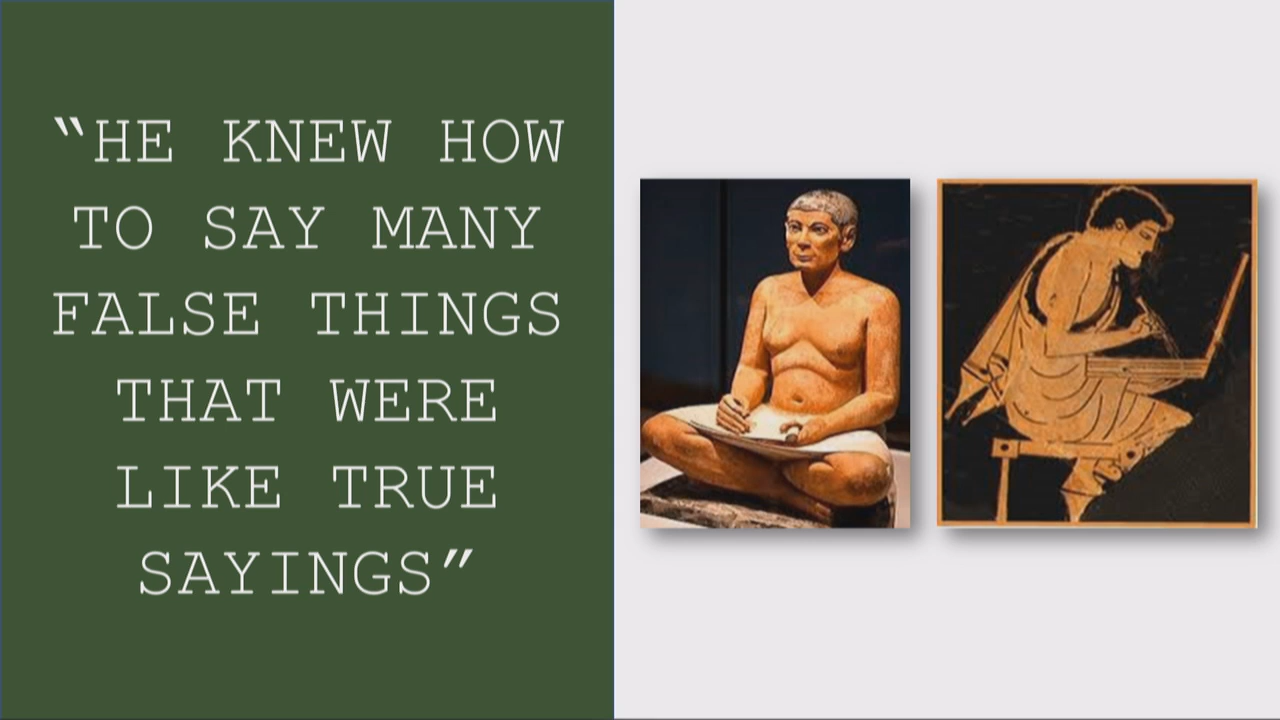 “HE KNEW HOW
TO SAY MANY
FALSE THINGS
THAT WERE
LIKE TRUE
SAYINGS”